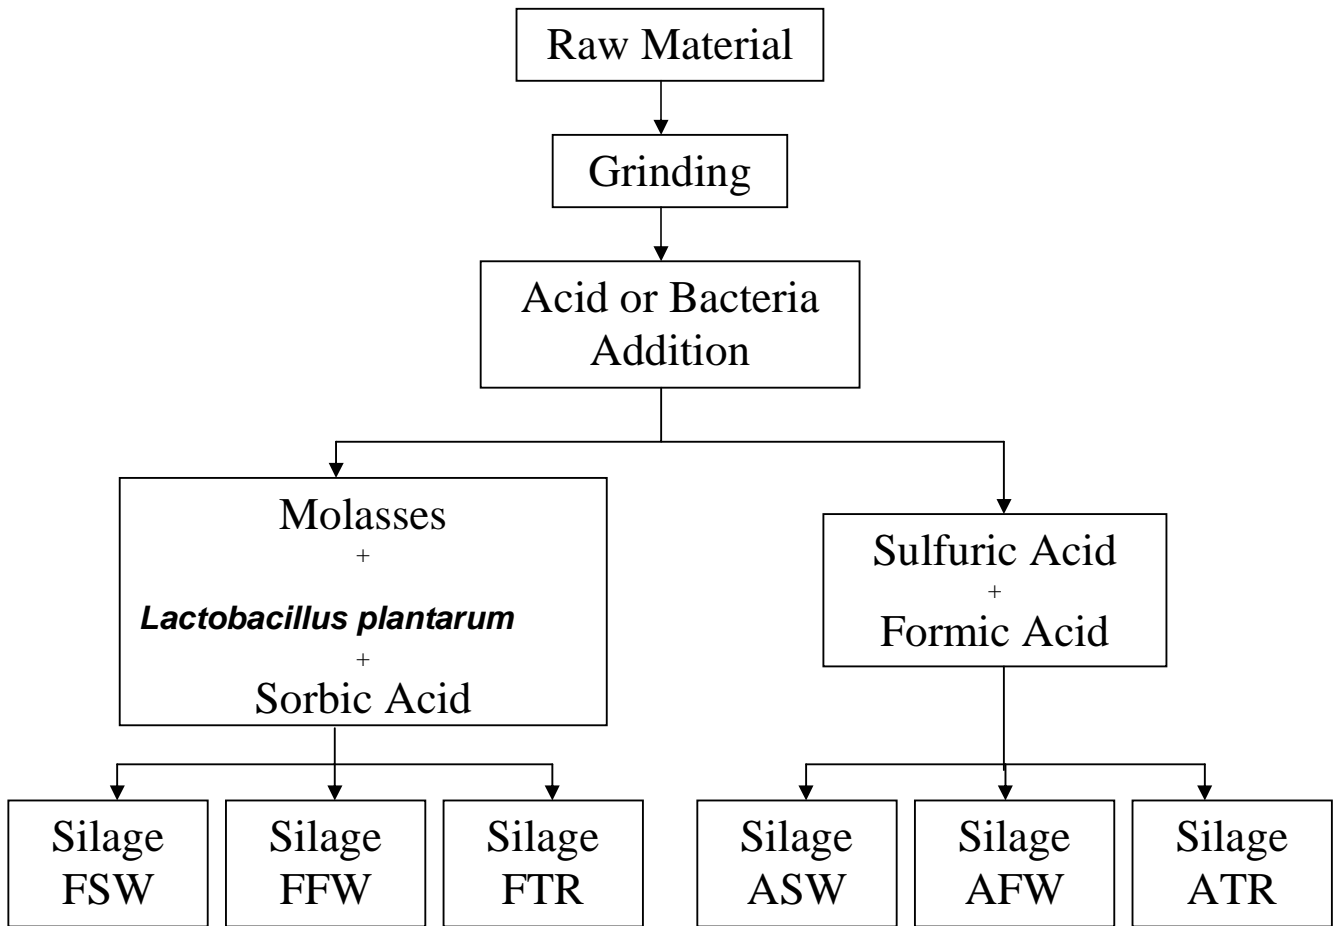 Raw Material
Grinding
Acid or Bacteria
Addition
Molasses
+
Lactobacillus plantarum
+
Sorbic Acid
Sulfuric Acid
+
Formic Acid
Silage
FSW
Silage
FFW
Silage
FTR
Silage
ASW
Silage
AFW
Silage
ATR